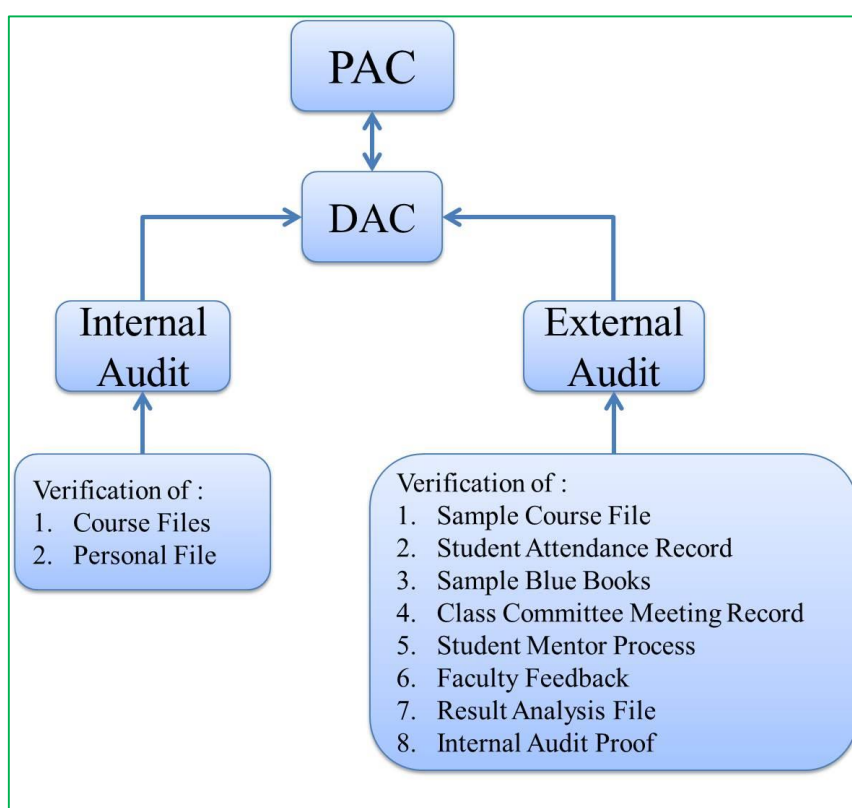 PAC
DAC
Internal
Audit
External
Audit
Verification of :
1. Course Files
2. Personal File
Verification of :
1. Sample Course File
2. Student Attendance Record
3. Sample Blue Books
4. Class Committee Meeting Record
5. Student Mentor Process
6. Faculty Feedback
7. Result Analysis File
8. Internal Audit Proof